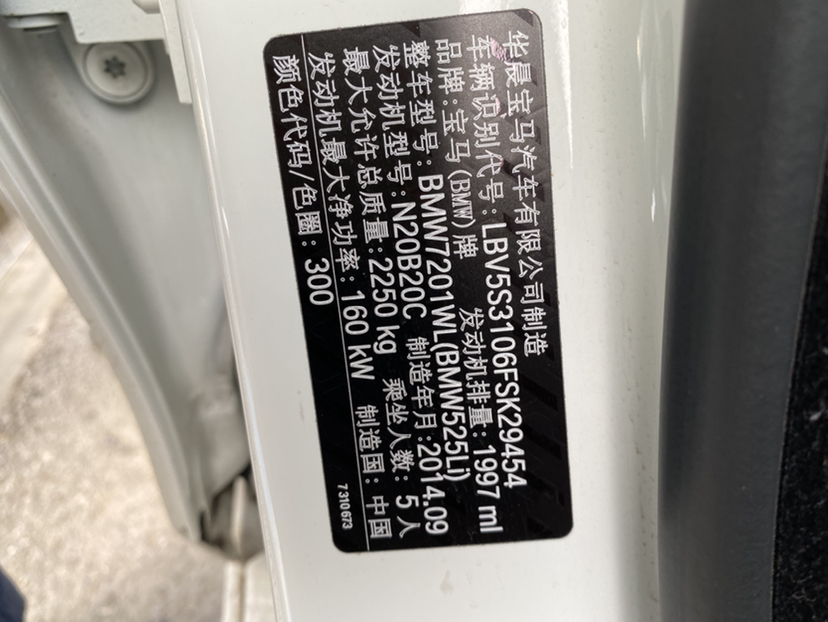 华晨宝马汽车有限公司制造
车辆识别代号: LBV5S3106FSK29454
品牌: 宝马(BMW)牌 发动机排量: 1997 ml
整车型号: BMW7201WL(BMW525Li)
发动机型号: N20B20C 制造年月: 2014.09
最大允许总质量: 2250 kg 乘坐人数: 5人
发动机最大净功率: 160 kW 制造国: 中国
颜色代码/色圈: 300
7 310 673